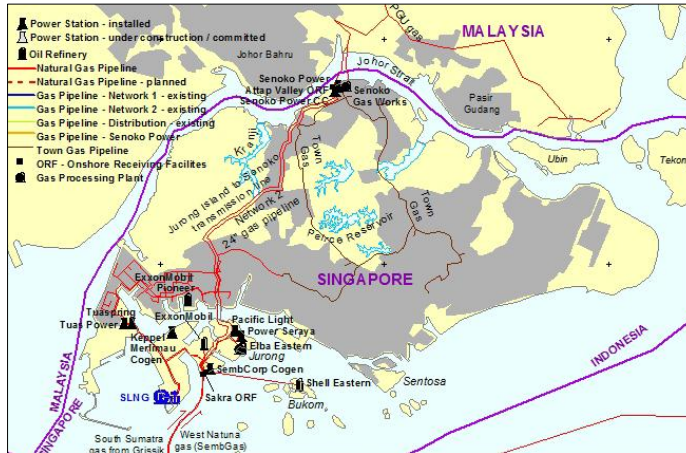 Power Station - installed
Power Station - under construction / committed
Oil Refinery
Natural Gas Pipeline
Natural Gas Pipeline - planned
Gas Pipeline - Network 1 - existing
Gas Pipeline - Network 2 - existing
Gas Pipeline - Distribution - existing
Gas Pipeline - Senoko Power
Town Gas Pipeline
ORF - Onshore Receiving Facilites
Gas Processing Plant
Johor Bahru
PGU gas
MALAYSIA
Johor Strait
Senoko Power
Attap Valley ORF
Senoko Power CC
Senoko
Gas Works
Pasir
Gudang
Kranji
Ubin
Tekon
Town
Gas
Jurong Island to Senoko
transmission line
Network 2
24" gas pipeline
Peirce Reservoir
Town
Gas
SINGAPORE
ExxonMobil
Pioneer
Tuaspring
Tuas Power
ExxonMobil
Keppel
Merlimau
Cogen
Pacific Light
Power Seraya
Elba Eastern
Jurong
SembCorp Cogen
SLNG
Sakra ORF
Shell Eastern
Bukom
Sentosa
INDONESIA
MALAYSIA
SINGAPORE
South Sumatra
gas from Grissik
West Natuna
gas (SembGas)